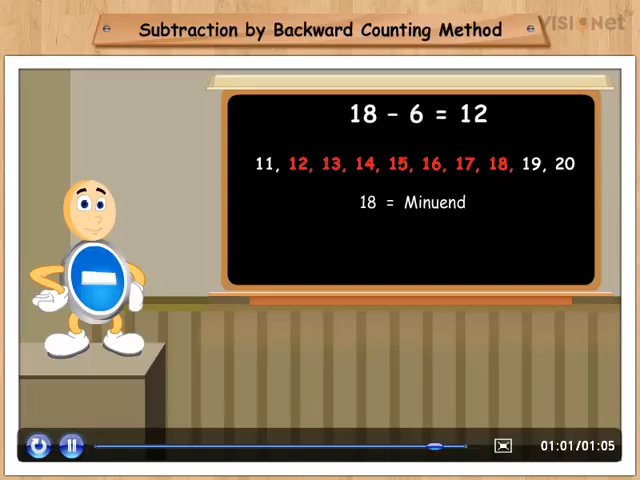 Subtraction by Backward Counting Method
VISIONet
18 – 6 = 12
11, 12, 13, 14, 15, 16, 17, 18, 19, 20
18 = Minuend
01:01/01:05